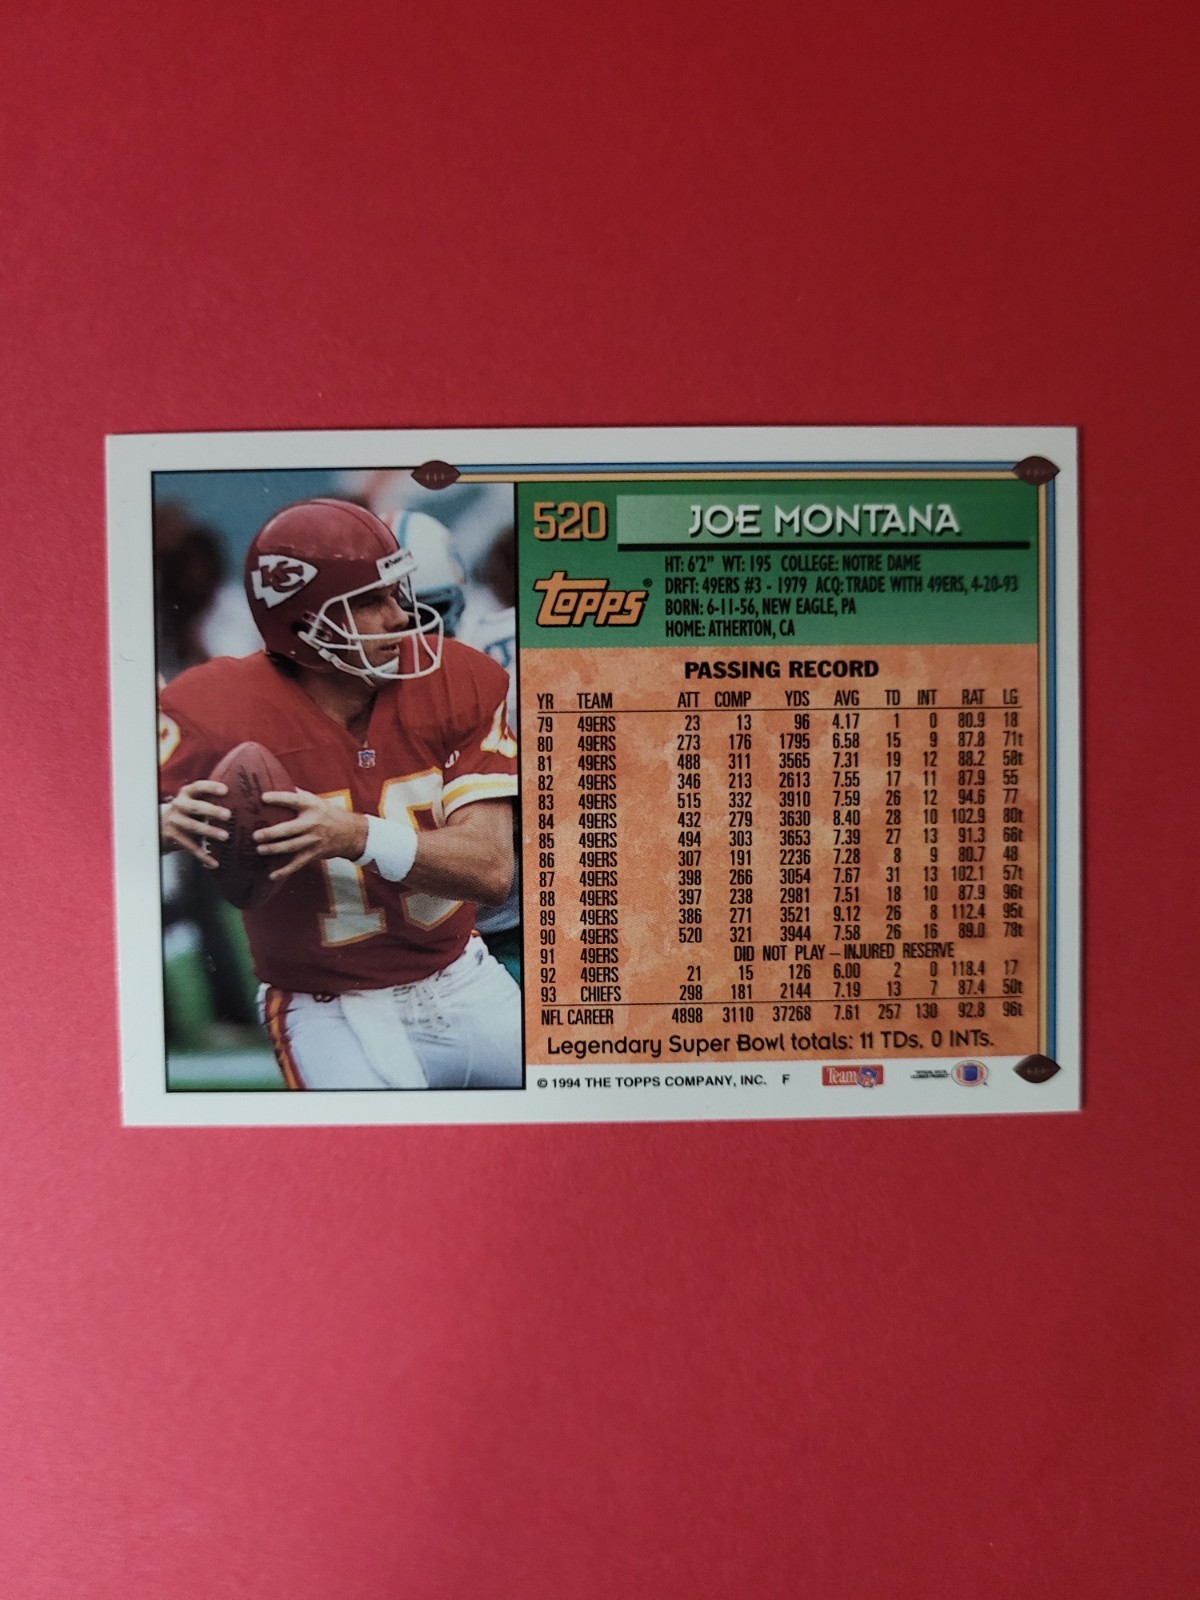 520 JOE MONTANA
Topps®
HT: 6'2" WT: 195 COLLEGE: NOTRE DAME
DRFT: 49ERS #3 - 1979 ACQ: TRADE WITH 49ERS, 4-20-93
BORN: 6-11-56, NEW EAGLE, PA
HOME: ATHERTON, CA
PASSING RECORD
YR TEAM ATT COMP YDS AVG TD INT RAT LG
79 49ERS 23 13 96 4.17 1 0 80.9 18
80 49ERS 273 176 1795 6.58 15 9 87.8 71t
81 49ERS 488 311 3565 7.31 19 12 88.2 58t
82 49ERS 346 213 2613 7.55 17 11 87.9 55
83 49ERS 515 332 3910 7.59 26 12 94.6 77
84 49ERS 432 279 3630 8.40 28 10 102.9 80t
85 49ERS 494 303 3653 7.39 27 13 91.3 66t
86 49ERS 307 191 2236 7.28 8 9 80.7 48
87 49ERS 398 266 3054 7.67 31 13 102.1 57t
88 49ERS 397 238 2981 7.51 18 10 87.9 96t
89 49ERS 386 271 3521 9.12 26 8 112.4 95t
90 49ERS 520 321 3944 7.58 26 16 89.0 78t
91 49ERS DID NOT PLAY – INJURED RESERVE
92 49ERS 21 15 126 6.00 2 0 118.4 17
93 CHIEFS 298 181 2144 7.19 13 7 87.4 50t
NFL CAREER 4898 3110 37268 7.61 257 130 92.8 96t
Legendary Super Bowl totals: 11 TDs, 0 INTs.
© 1994 THE TOPPS COMPANY, INC. F Team
KC
19